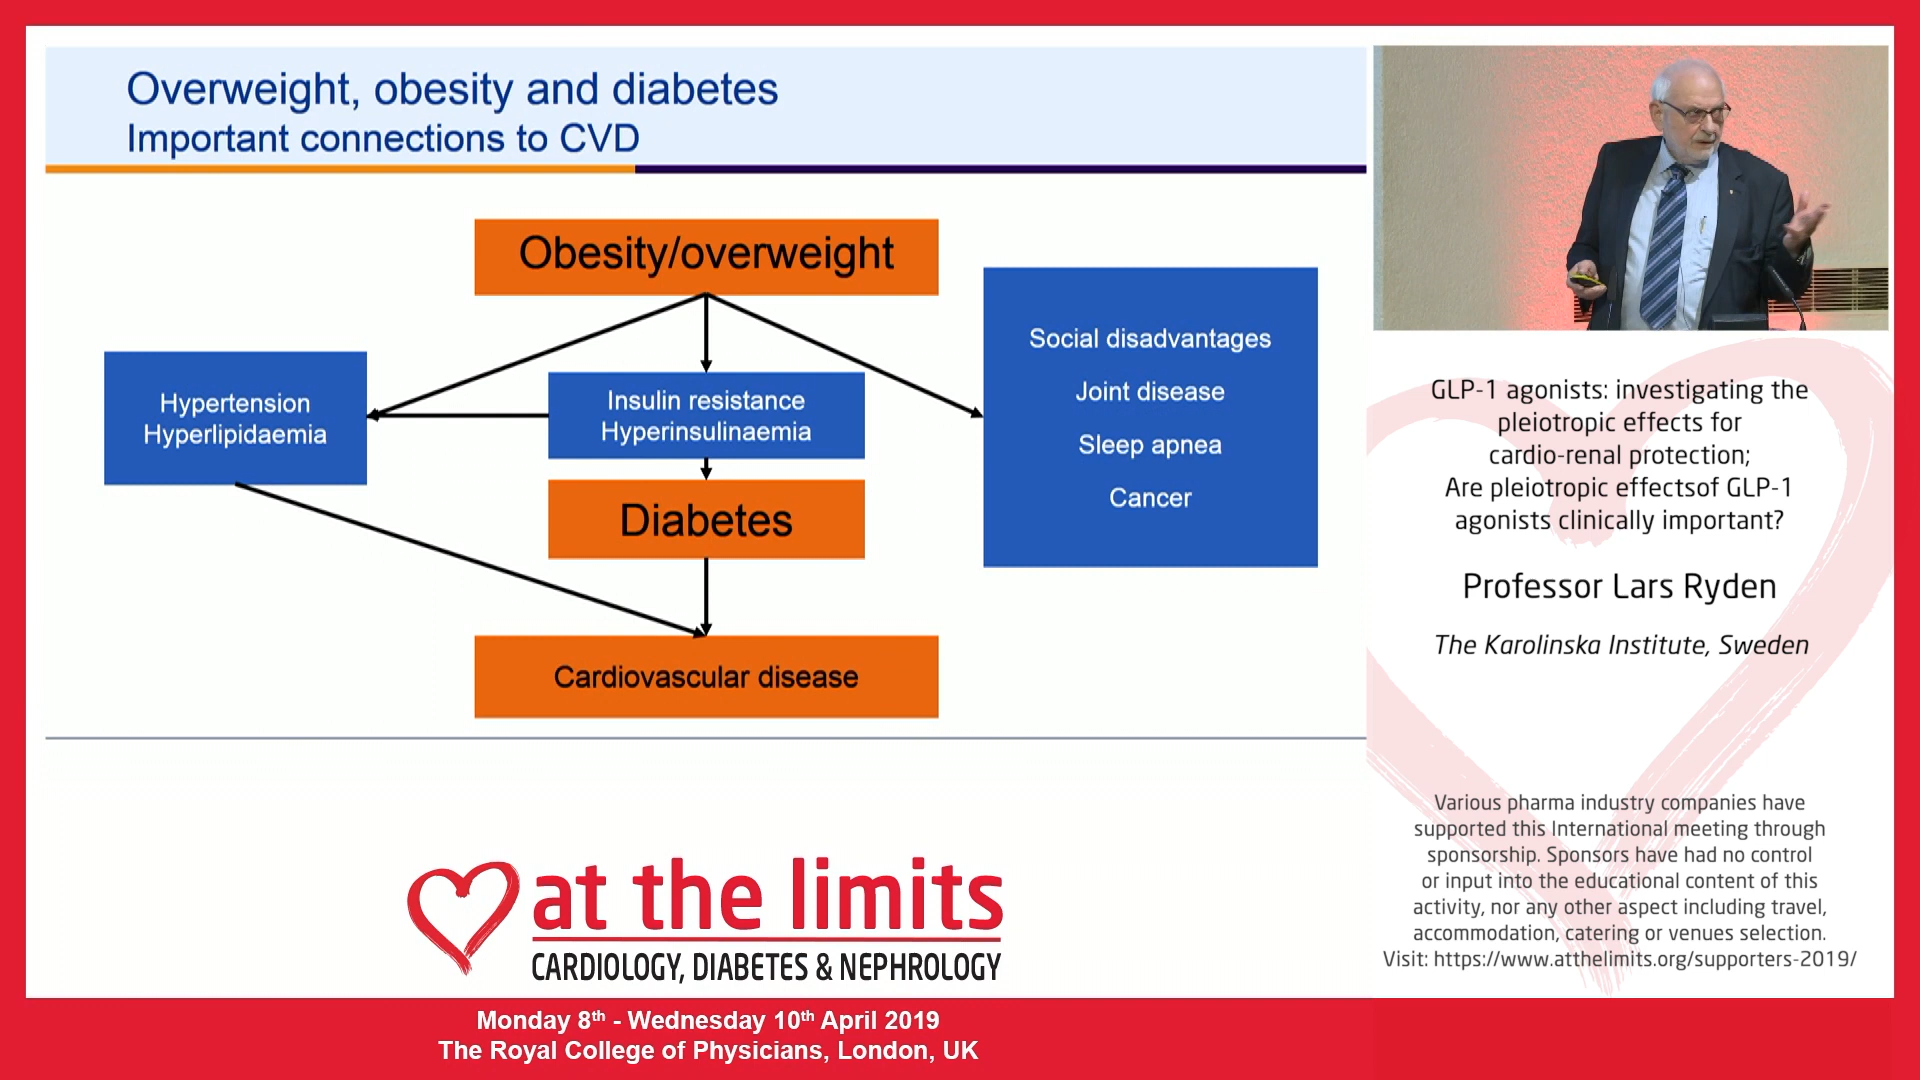 Overweight, obesity and diabetes
Important connections to CVD
Obesity/overweight
Hypertension
Hyperlipidaemia
Insulin resistance
Hyperinsulinaemia
Diabetes
Cardiovascular disease
Social disadvantages
Joint disease
Sleep apnea
Cancer
GLP-1 agonists: investigating the
pleiotropic effects for
cardio-renal protection;
Are pleiotropic effectsof GLP-1
agonists clinically important?
Professor Lars Ryden
The Karolinska Institute, Sweden
Various pharma industry companies have
supported this International meeting through
sponsorship. Sponsors have had no control
or input into the educational content of this
activity, nor any other aspect including travel,
accommodation, catering or venues selection.
Visit: https://www.atthelimits.org/supporters-2019/
at the limits
CARDIOLOGY, DIABETES & NEPHROLOGY
Monday 8th - Wednesday 10th April 2019
The Royal College of Physicians, London, UK